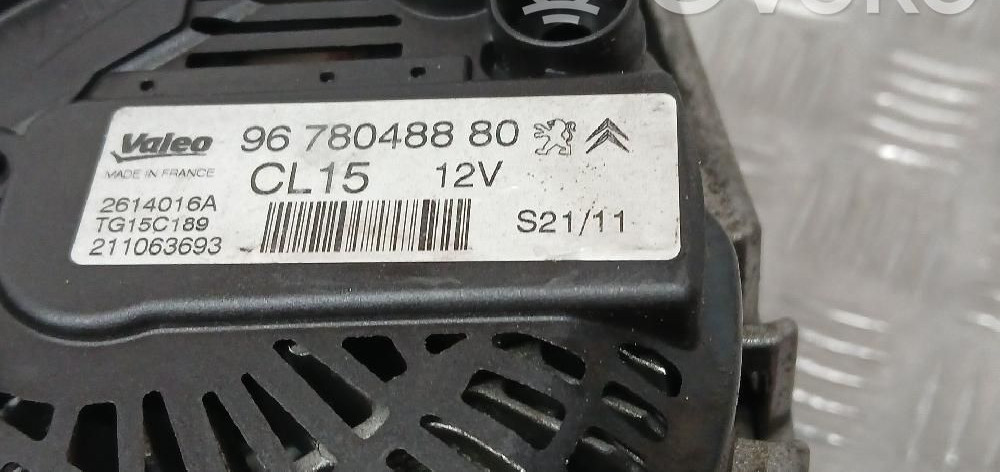 Valeo
96 780488 80
MADE IN FRANCE
CL15 12V
2614016A
TG15C189
211063693
S21/11